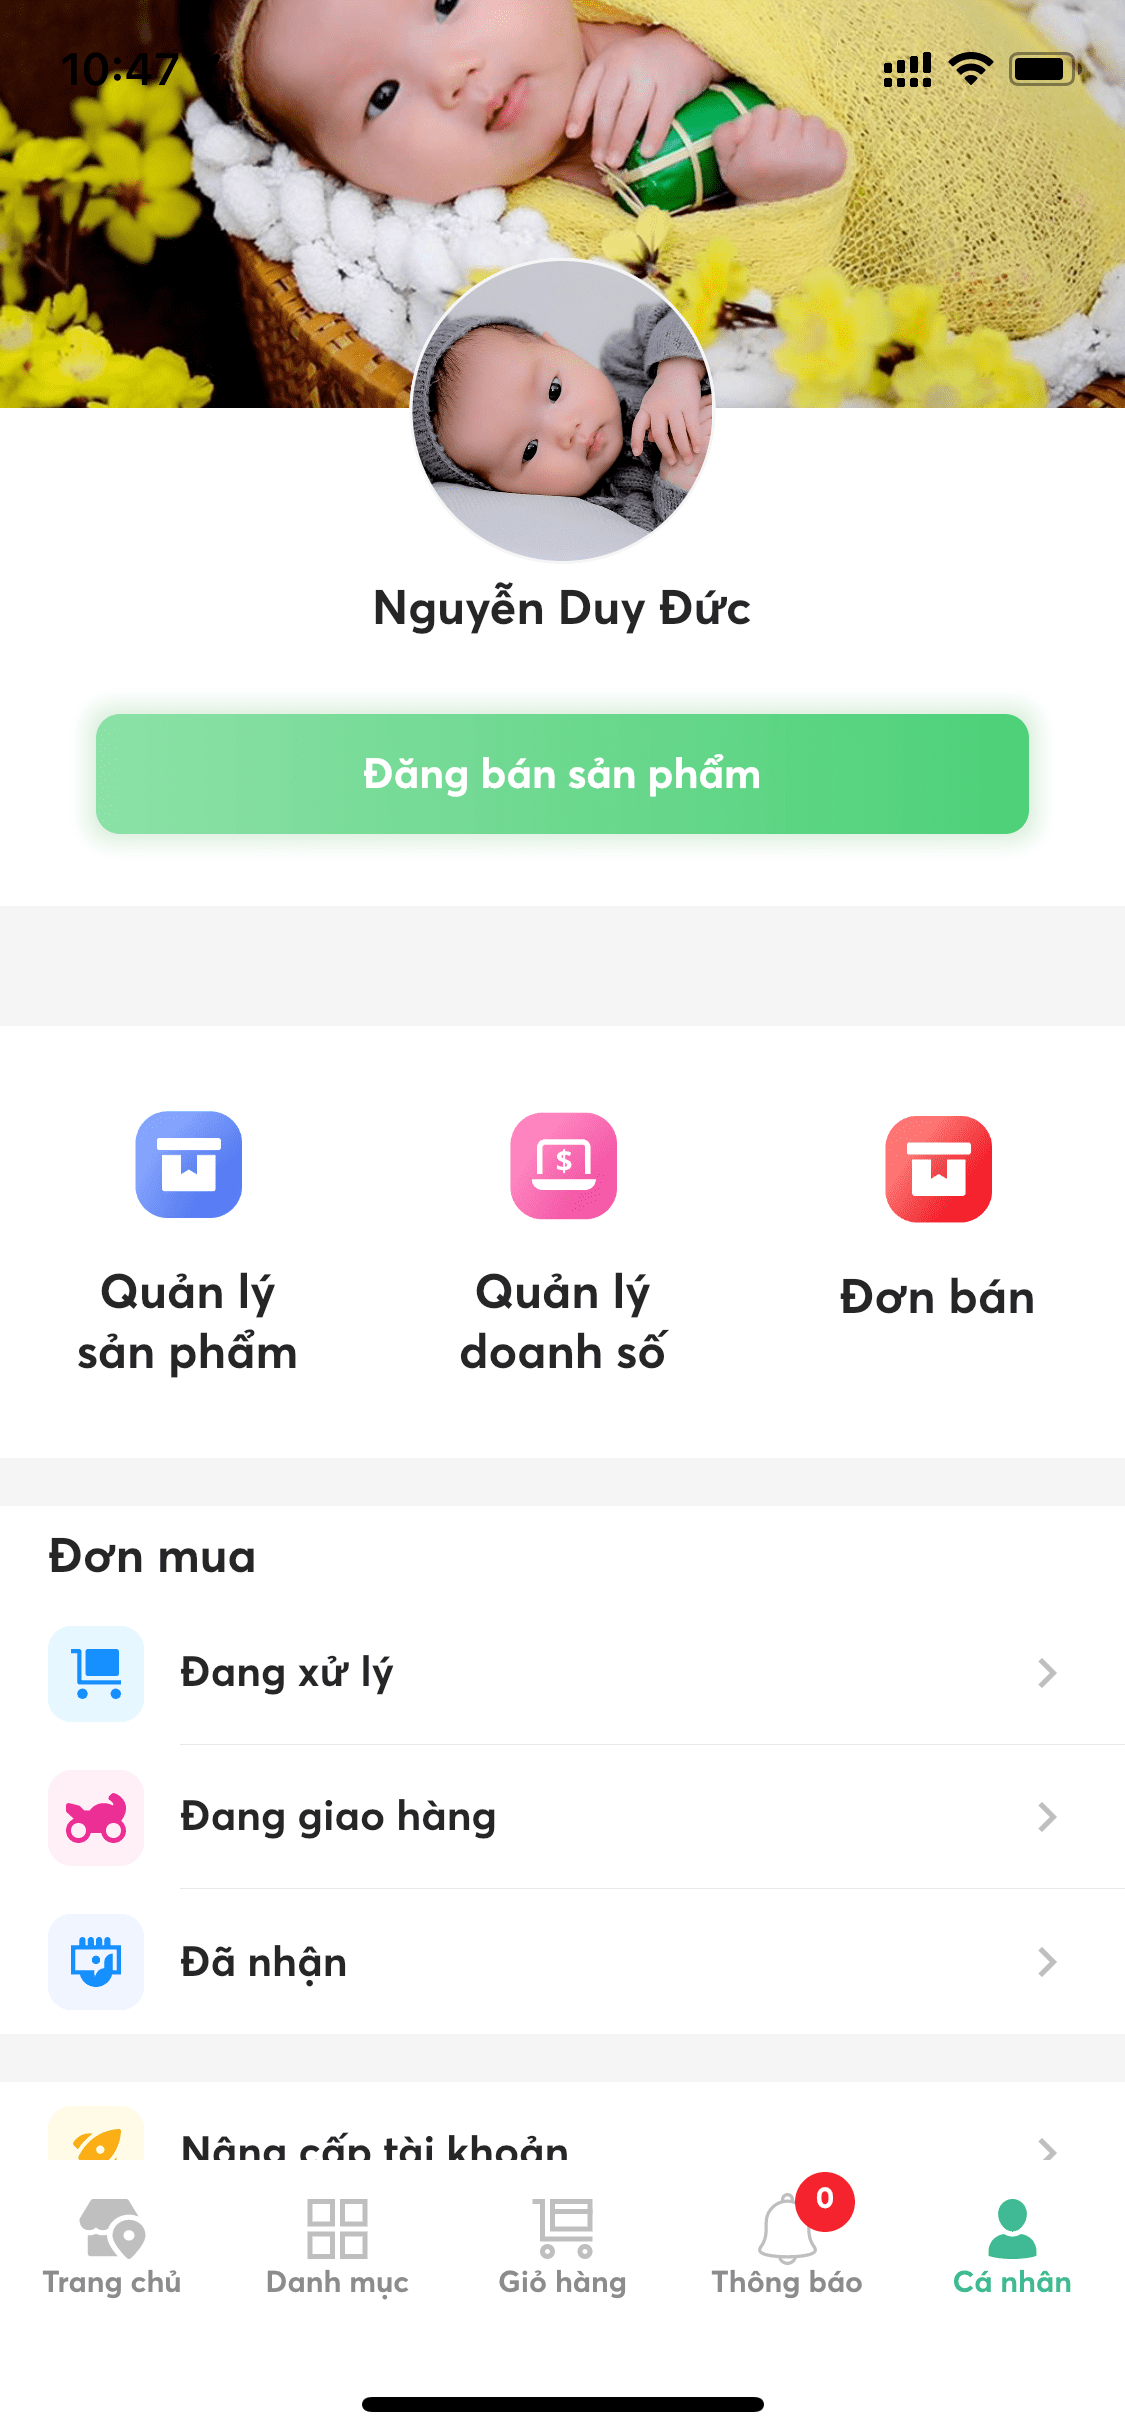 10:47
Nguyễn Duy Đức
Đăng bán sản phẩm
Quản lý
sản phẩm
Quản lý
doanh số
Đơn bán
Đơn mua
Đang xử lý
Đang giao hàng
Đã nhận
Nâng cấp tài khoản
0
Trang chủ
Danh mục
Giỏ hàng
Thông báo
Cá nhân